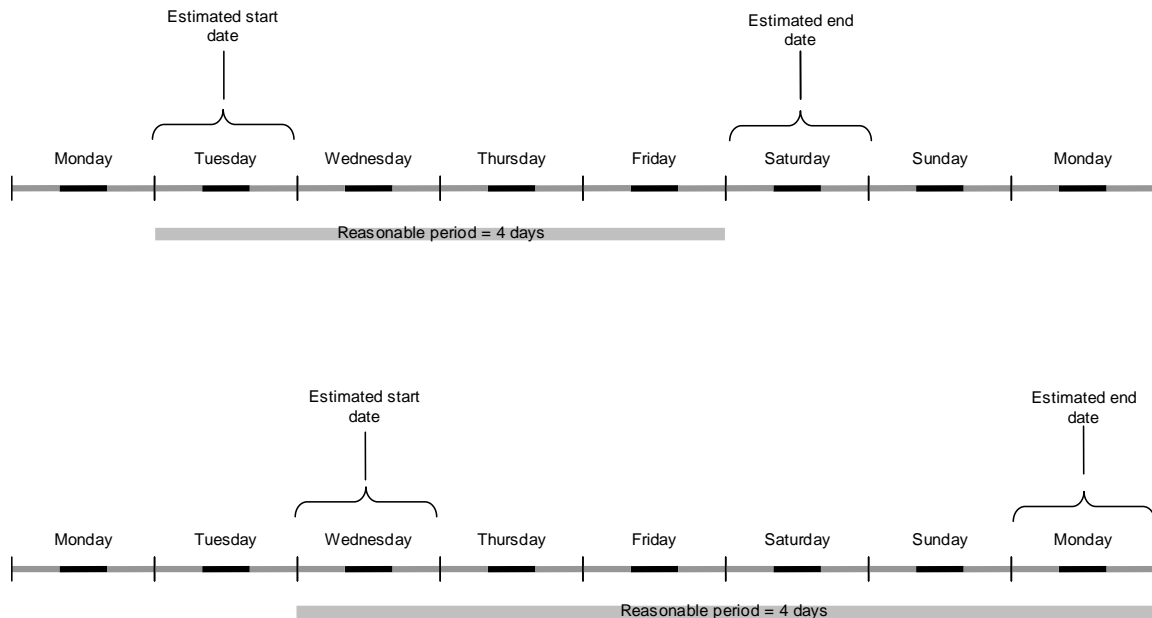 Estimated start
date
Estimated end
date
Monday Tuesday Wednesday Thursday Friday Saturday Sunday Monday
Reasonable period = 4 days
Estimated start
date
Estimated end
date
Monday Tuesday Wednesday Thursday Friday Saturday Sunday Monday
Reasonable period = 4 days